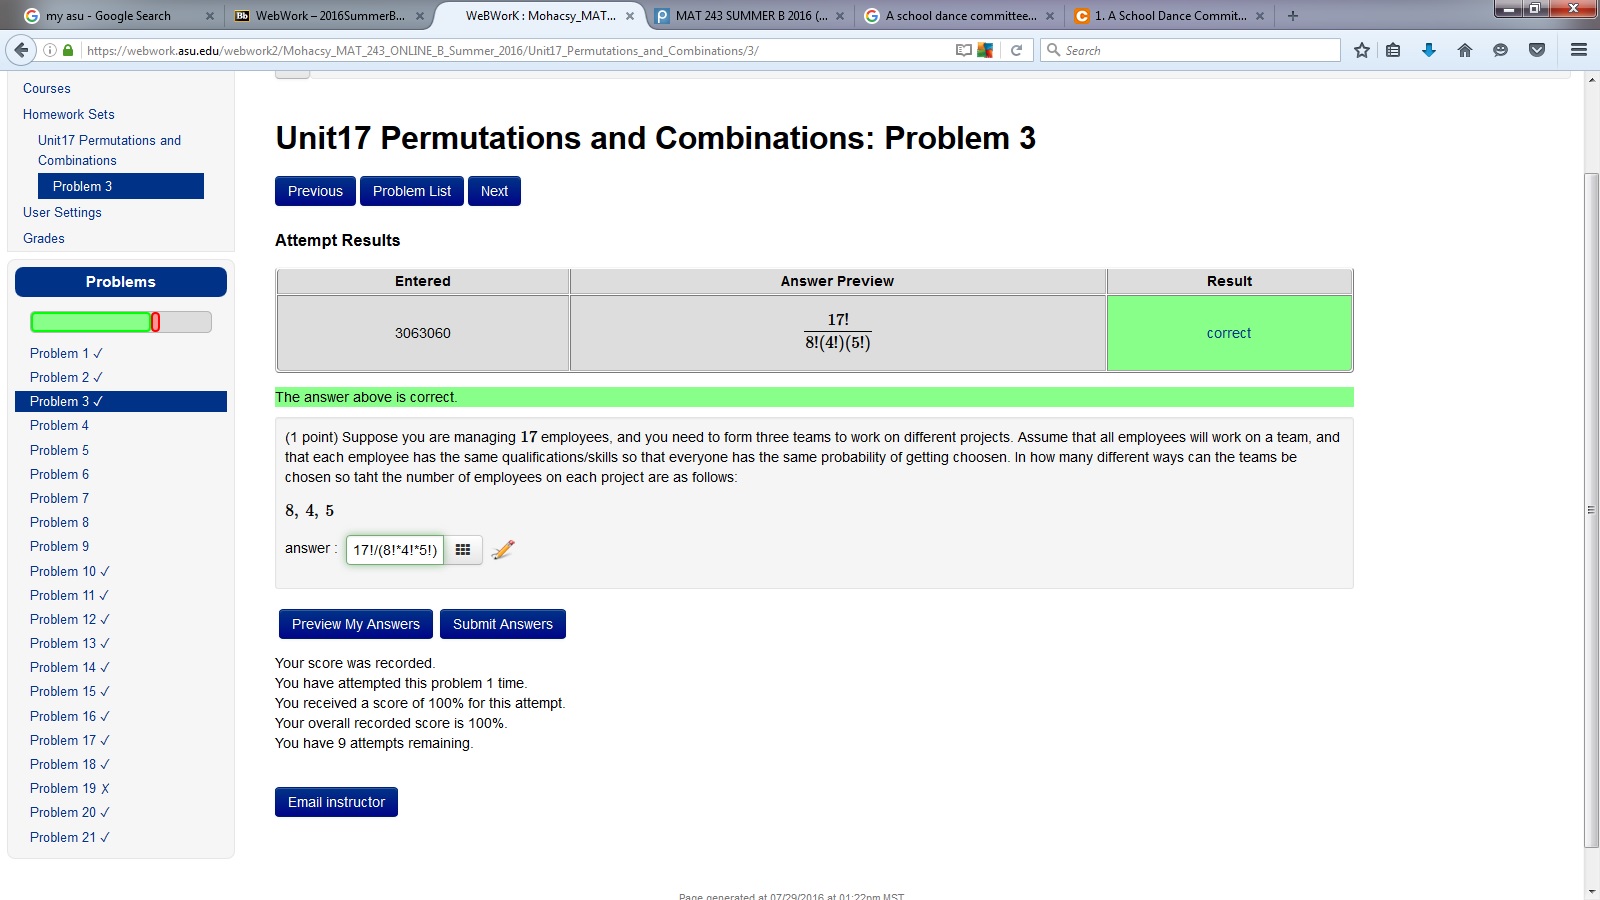 my asu - Google Search
WebWork – 2016SummerB...
WeBWorK : Mohacsy_MAT...
MAT 243 SUMMER B 2016 (...
A school dance committee...
1. A School Dance Commit...
https://webwork.asu.edu/webwork2/Mohacsy_MAT_243_ONLINE_B_Summer_2016/Unit17_Permutations_and_Combinations/3/
Search
Courses
Homework Sets
Unit17 Permutations and
Combinations
Problem 3
User Settings
Grades
Problems
Problem 1 ✓
Problem 2 ✓
Problem 3 ✓
Problem 4
Problem 5
Problem 6
Problem 7
Problem 8
Problem 9
Problem 10 ✓
Problem 11 ✓
Problem 12 ✓
Problem 13 ✓
Problem 14 ✓
Problem 15 ✓
Problem 16 ✓
Problem 17 ✓
Problem 18 ✓
Problem 19 ✗
Problem 20 ✓
Problem 21 ✓
Unit17 Permutations and Combinations: Problem 3
Previous Problem List Next
Attempt Results
Entered Answer Preview Result
17!
3063060 correct
8!(4!)(5!)
The answer above is correct.
(1 point) Suppose you are managing 17 employees, and you need to form three teams to work on different projects. Assume that all employees will work on a team, and
that each employee has the same qualifications/skills so that everyone has the same probability of getting choosen. In how many different ways can the teams be
chosen so taht the number of employees on each project are as follows:
8, 4, 5
answer : 17!/(8!*4!*5!)
Preview My Answers Submit Answers
Your score was recorded.
You have attempted this problem 1 time.
You received a score of 100% for this attempt.
Your overall recorded score is 100%.
You have 9 attempts remaining.
Email instructor
Page generated at 07/29/2016 at 01:22pm MST